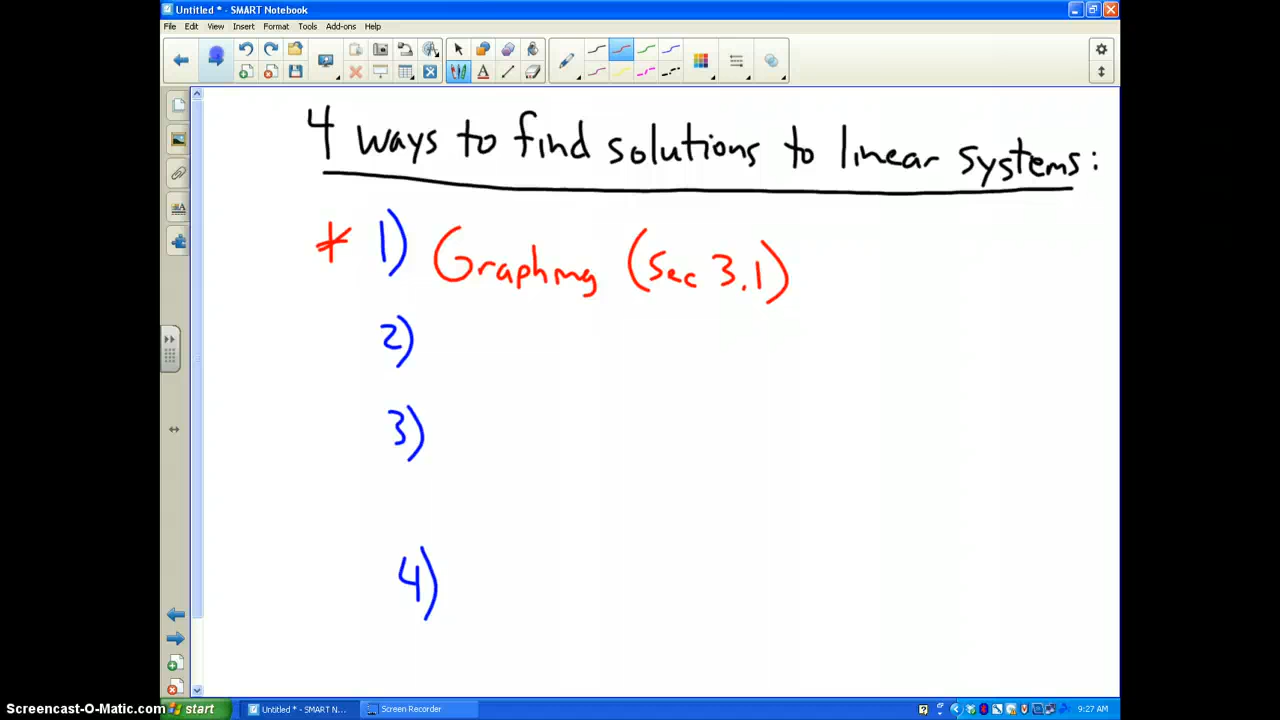 Untitled * - SMART Notebook
File Edit View Insert Format Tools Add-ons Help
4 ways to find solutions to linear systems:
* 1) Graphing (Sec 3.1)
2)
3)
4)
Screencast-O-Matic.com
start
Untitled * - SMART N...
Screen Recorder
9:27 AM